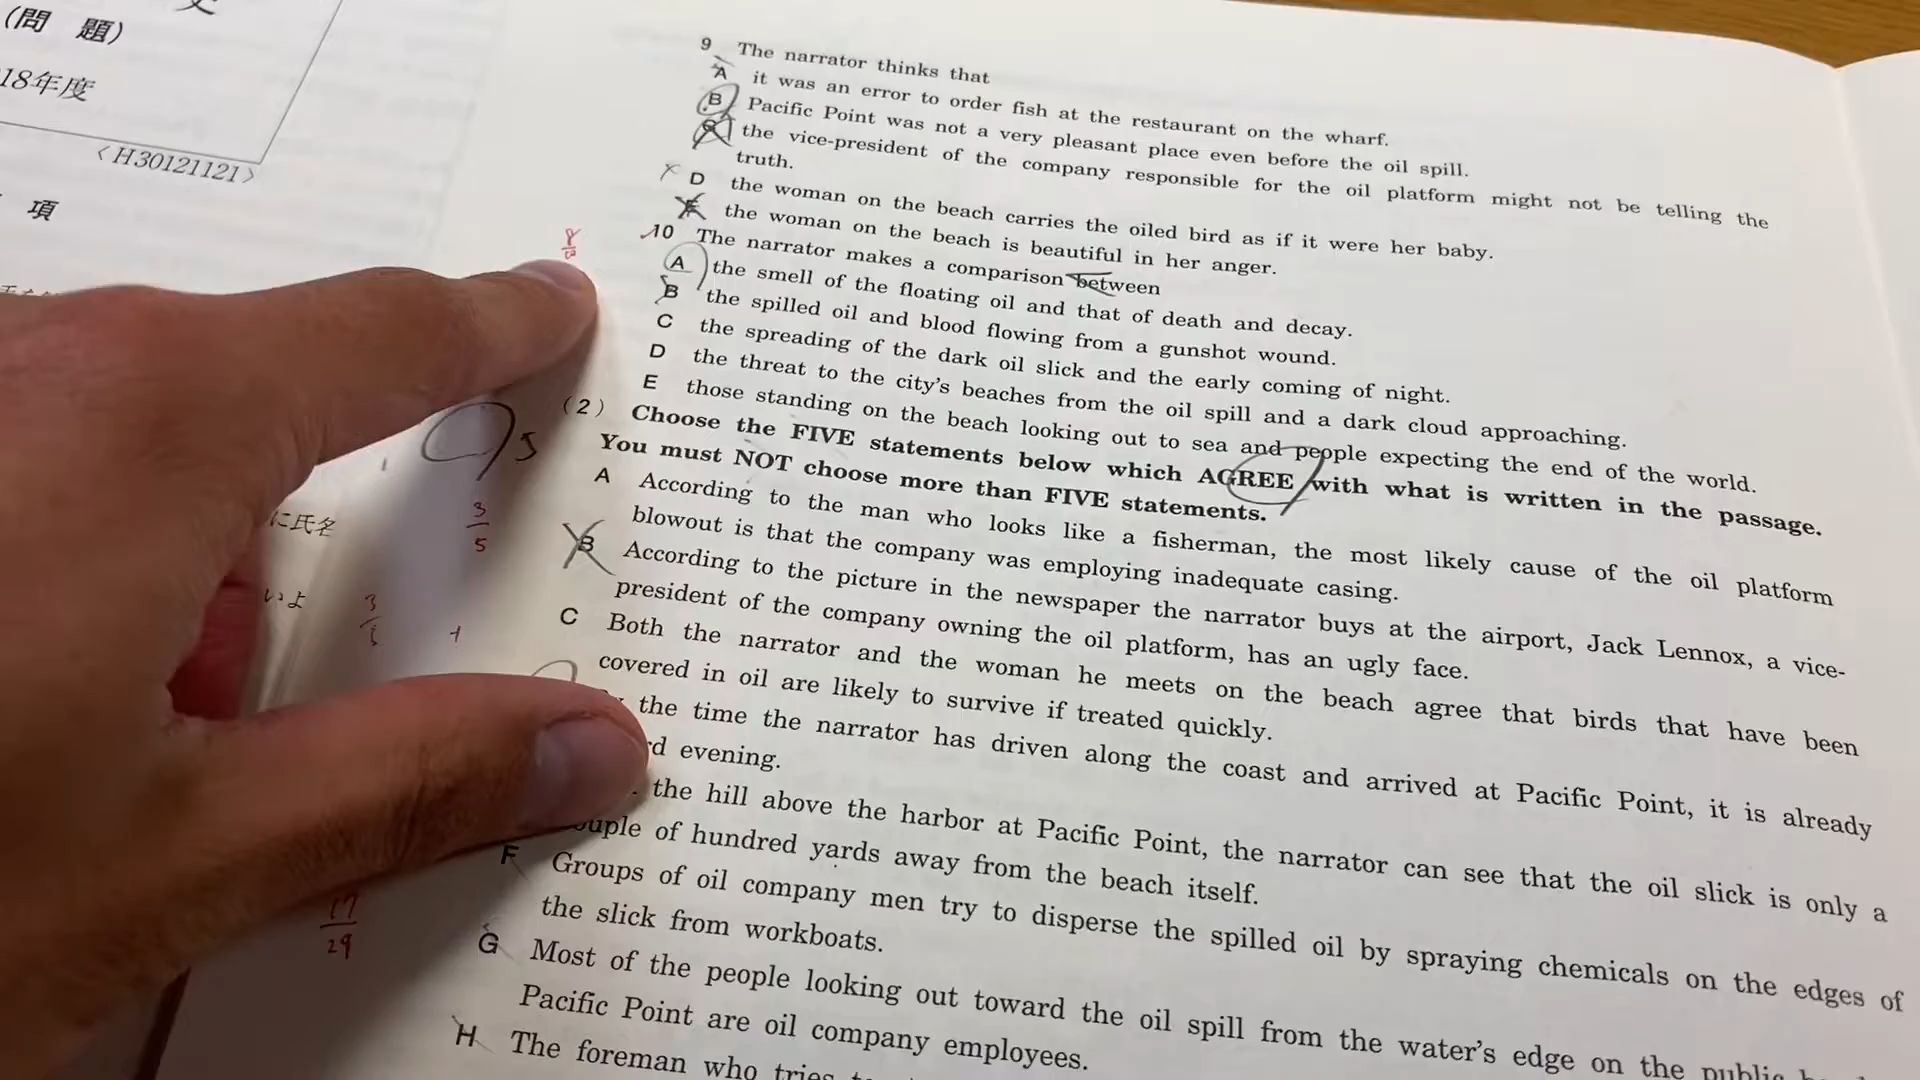 (問 題)
18年度
<H30121121>
項
に氏名
いよ
9 The narrator thinks that
A it was an error to order fish at the restaurant on the wharf.
B Pacific Point was not a very pleasant place even before the oil spill.
C the vice-president of the company responsible for the oil platform might not be telling the
truth.
D the woman on the beach carries the oiled bird as if it were her baby.
E the woman on the beach is beautiful in her anger.
10 The narrator makes a comparison between
A the smell of the floating oil and that of death and decay.
B the spilled oil and blood flowing from a gunshot wound.
C the spreading of the dark oil slick and the early coming of night.
D the threat to the city's beaches from the oil spill and a dark cloud approaching.
E those standing on the beach looking out to sea and people expecting the end of the world.
(2) Choose the FIVE statements below which AGREE with what is written in the passage.
You must NOT choose more than FIVE statements.
A According to the man who looks like a fisherman, the most likely cause of the oil platform
blowout is that the company was employing inadequate casing.
B According to the picture in the newspaper the narrator buys at the airport, Jack Lennox, a vice-
president of the company owning the oil platform, has an ugly face.
C Both the narrator and the woman he meets on the beach agree that birds that have been
covered in oil are likely to survive if treated quickly.
the time the narrator has driven along the coast and arrived at Pacific Point, it is already
rd evening.
the hill above the harbor at Pacific Point, the narrator can see that the oil slick is only a
ouple of hundred yards away from the beach itself.
F Groups of oil company men try to disperse the spilled oil by spraying chemicals on the edges of
the slick from workboats.
G Most of the people looking out toward the oil spill from the water's edge on the public
Pacific Point are oil company employees.
H The foreman who tries
5
3
5
3
17
29